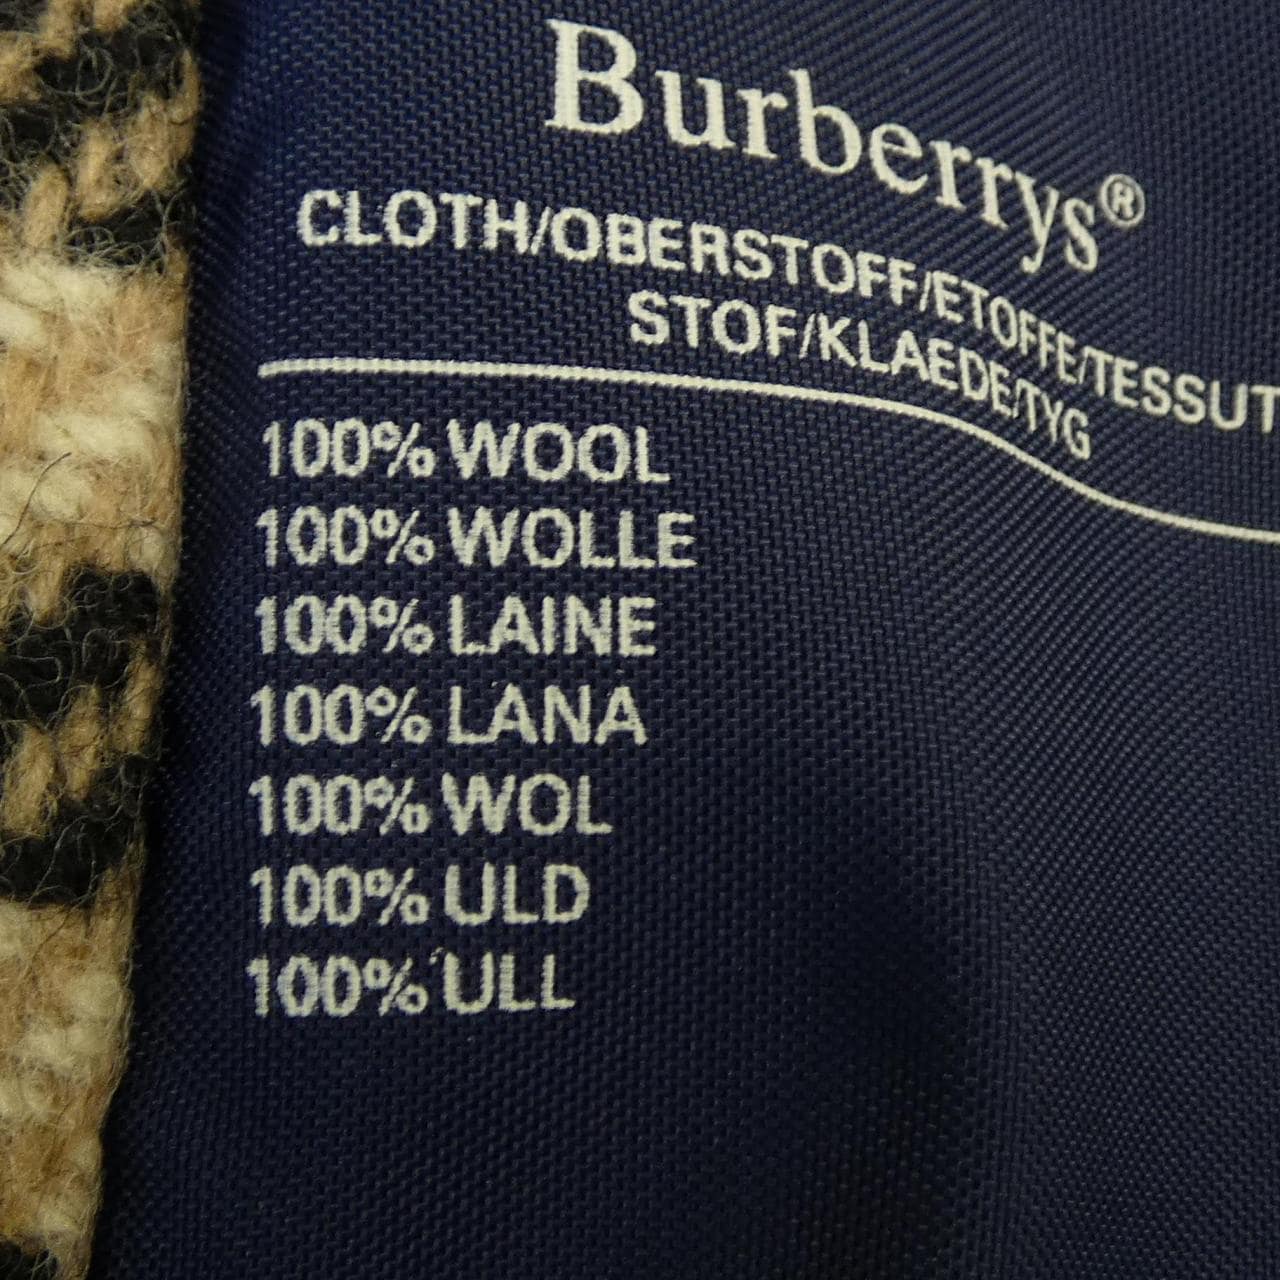 Burberrys®
CLOTH/OBERSTOFF/ETOFFE/TESSUT
STOF/KLAEDE/TYG
100% WOOL
100% WOLLE
100% LAINE
100% LANA
100% WOL
100% ULD
100% ULL